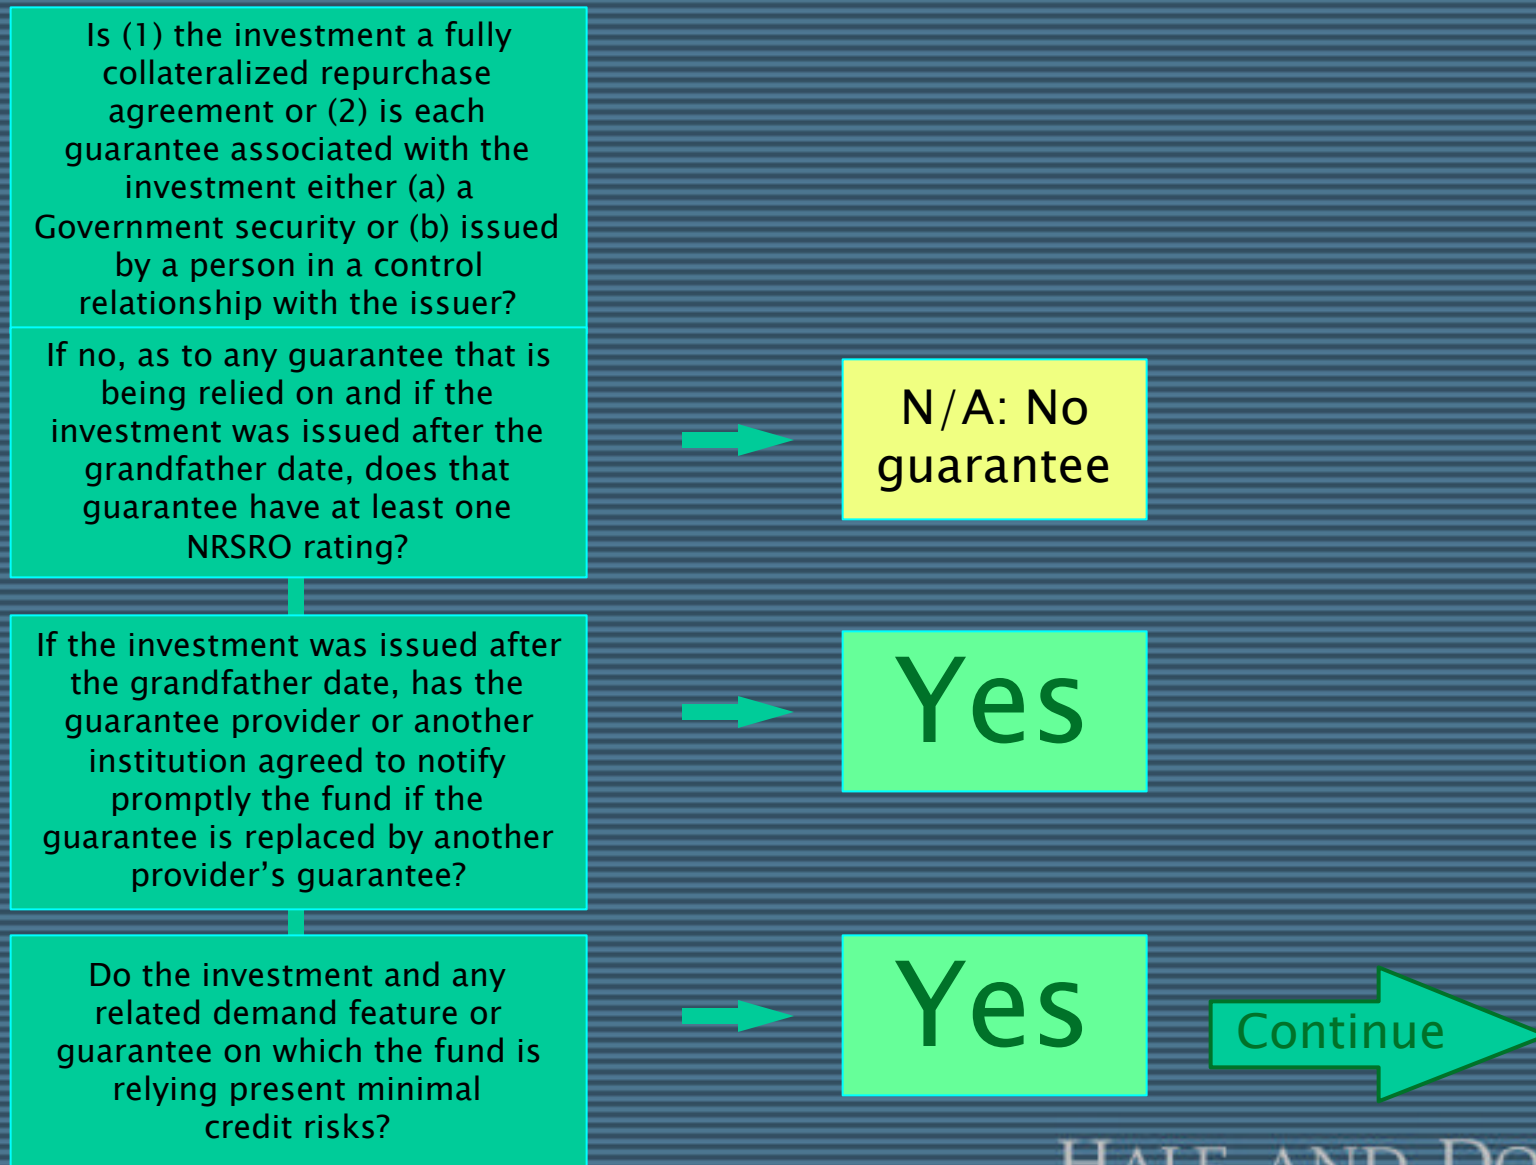 Is (1) the investment a fully
collateralized repurchase
agreement or (2) is each
guarantee associated with the
investment either (a) a
Government security or (b) issued
by a person in a control
relationship with the issuer?
If no, as to any guarantee that is
being relied on and if the
investment was issued after the
grandfather date, does that
guarantee have at least one
NRSRO rating?
N/A: No
guarantee
If the investment was issued after
the grandfather date, has the
guarantee provider or another
institution agreed to notify
promptly the fund if the
guarantee is replaced by another
provider’s guarantee?
Yes
Do the investment and any
related demand feature or
guarantee on which the fund is
relying present minimal
credit risks?
Yes
Continue
HALE AND